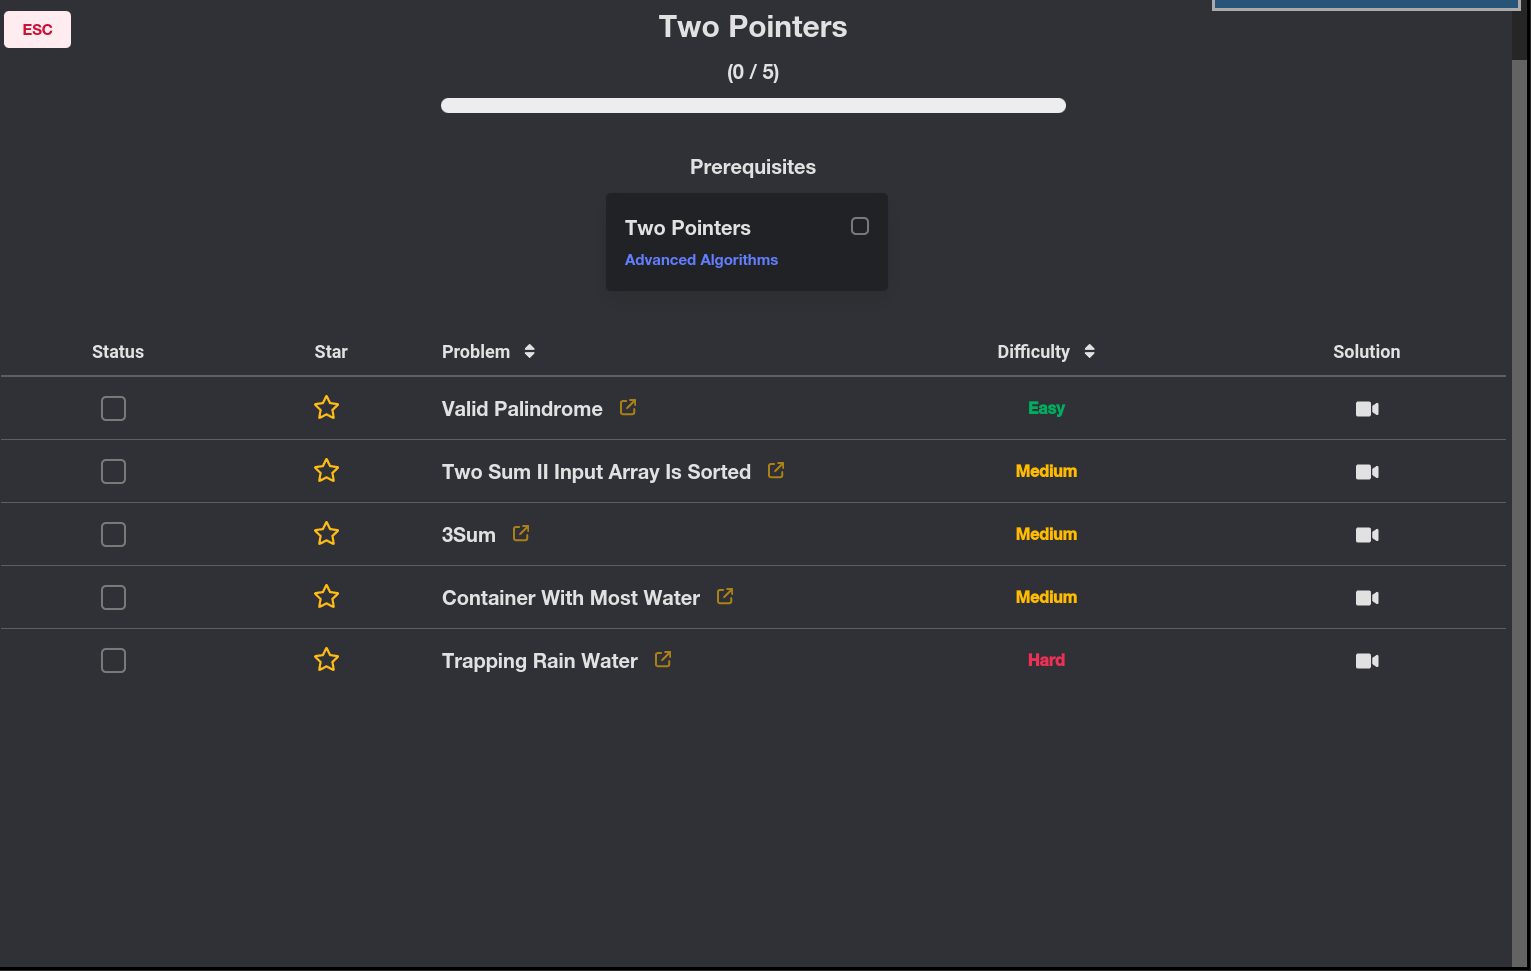 ESC
Two Pointers
(0 / 5)
Prerequisites
Two Pointers
Advanced Algorithms
Status Star Problem Difficulty Solution
Valid Palindrome Easy
Two Sum II Input Array Is Sorted Medium
3Sum Medium
Container With Most Water Medium
Trapping Rain Water Hard